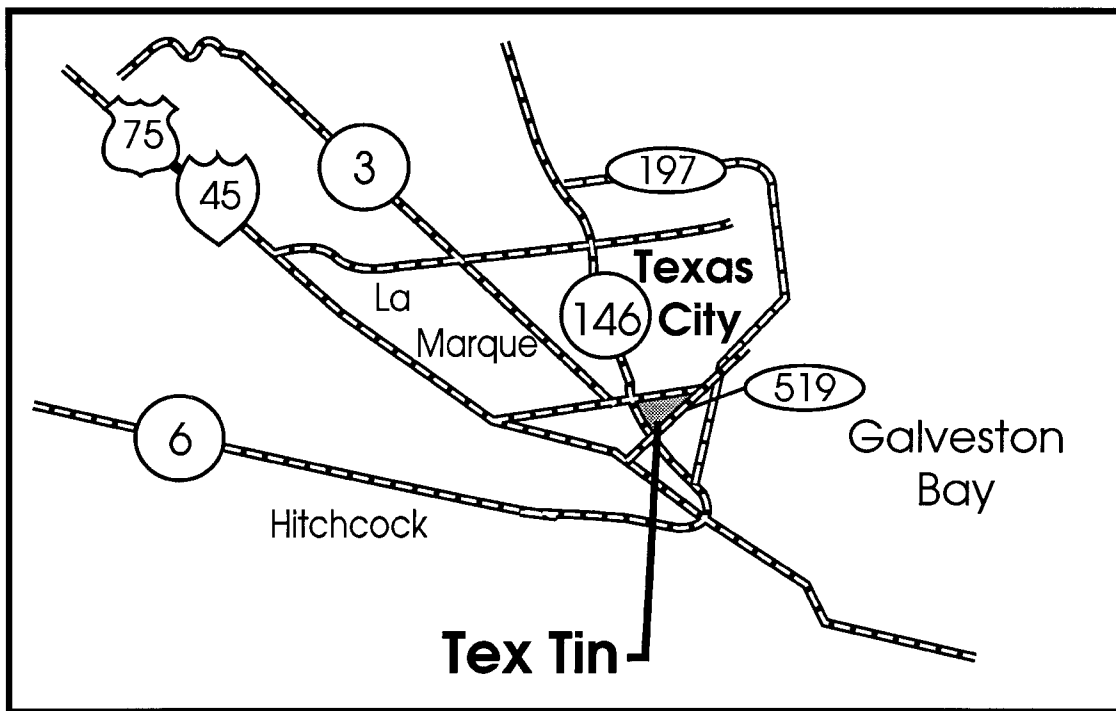 75
45
3
197
La
Marque
146
Texas
City
519
6
Hitchcock
Galveston
Bay
Tex Tin